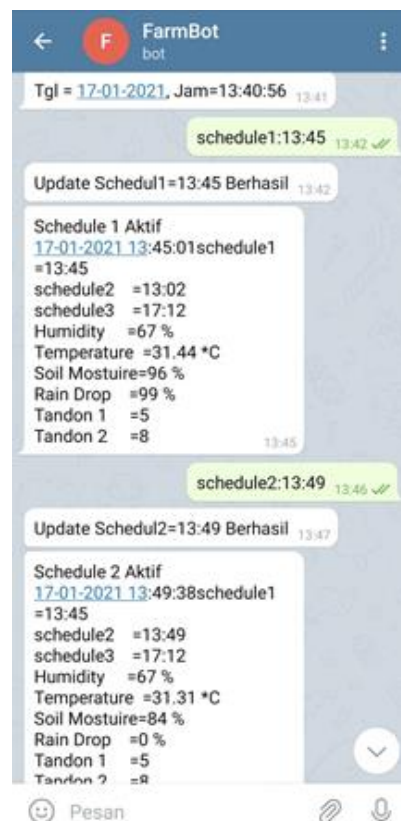 FarmBot
bot
Tgl = 17-01-2021, Jam=13:40:56 13:41
schedule1:13:45 13:42
Update Schedul1=13:45 Berhasil 13:42
Schedule 1 Aktif
17-01-2021 13:45:01schedule1
=13:45
schedule2 =13:02
schedule3 =17:12
Humidity =67 %
Temperature =31.44 *C
Soil Mostuire=96 %
Rain Drop =99 %
Tandon 1 =5
Tandon 2 =8
13:45
schedule2:13:49 13:46
Update Schedul2=13:49 Berhasil 13:47
Schedule 2 Aktif
17-01-2021 13:49:38schedule1
=13:45
schedule2 =13:49
schedule3 =17:12
Humidity =67 %
Temperature =31.31 *C
Soil Mostuire=84 %
Rain Drop =0 %
Tandon 1 =5
Tandon 2 =8
Pesan